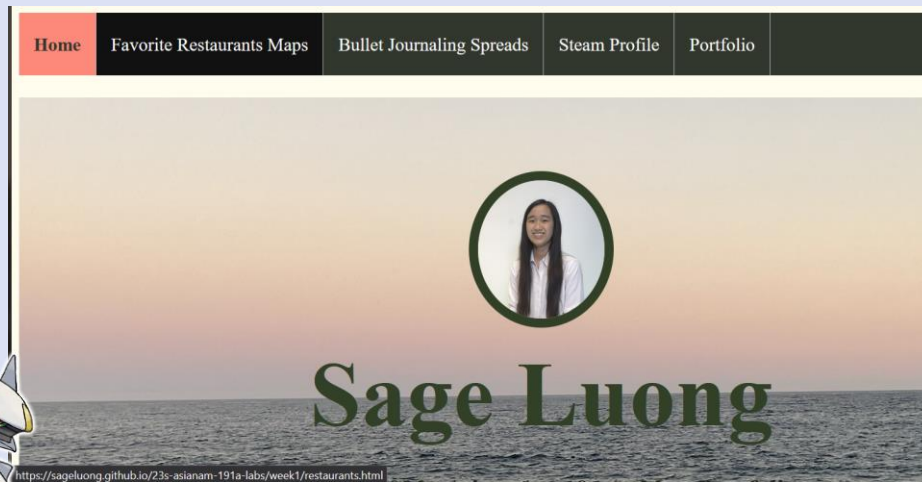 Home Favorite Restaurants Maps Bullet Journaling Spreads Steam Profile Portfolio
Sage Luong
https://sageluong.github.io/23s-asianam-191a-labs/week1/restaurants.html